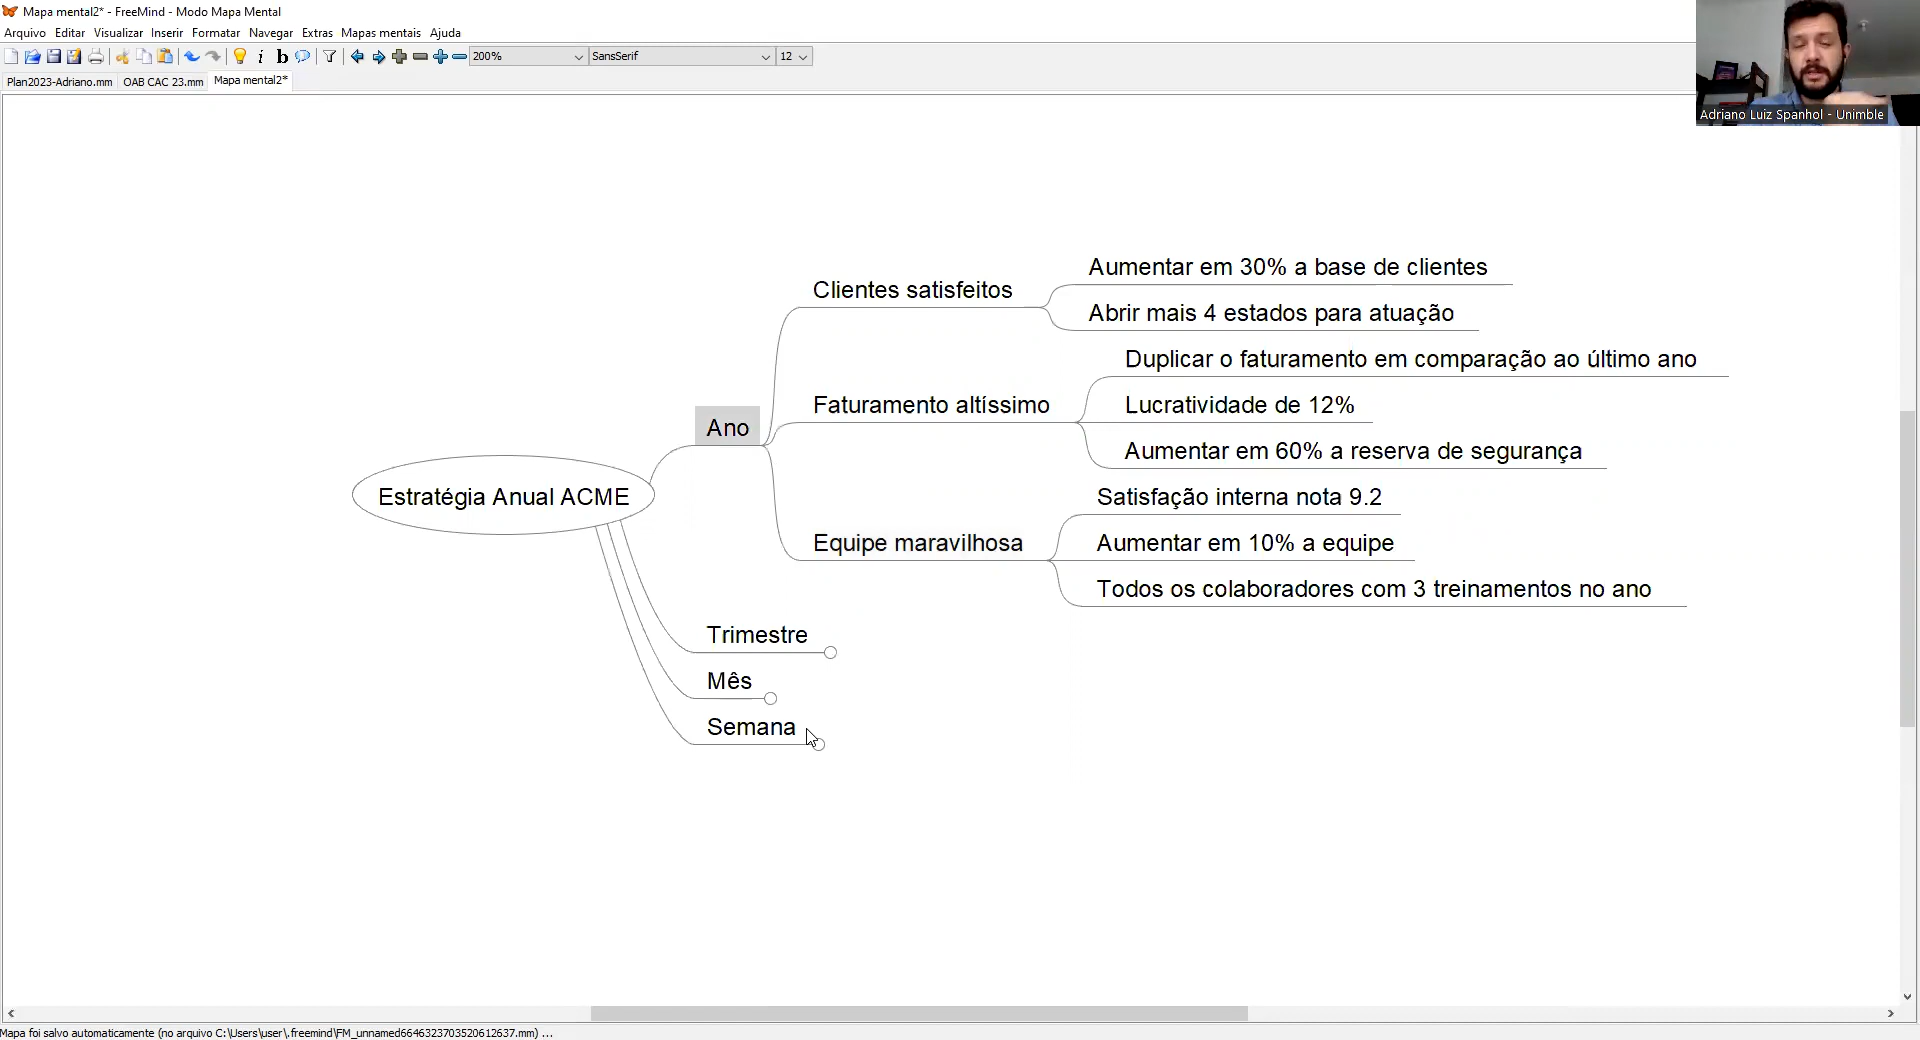 Mapa mental2* - FreeMind - Modo Mapa Mental
Arquivo Editar Visualizar Inserir Formatar Navegar Extras Mapas mentais Ajuda
200% SansSerif 12
Plan2023-Adriano.mm OAB CAC 23.mm Mapa mental2*
Adriano Luiz Spanhol - Unimble
Estratégia Anual ACME
Ano
Clientes satisfeitos
Aumentar em 30% a base de clientes
Abrir mais 4 estados para atuação
Faturamento altíssimo
Duplicar o faturamento em comparação ao último ano
Lucratividade de 12%
Aumentar em 60% a reserva de segurança
Equipe maravilhosa
Satisfação interna nota 9.2
Aumentar em 10% a equipe
Todos os colaboradores com 3 treinamentos no ano
Trimestre
Mês
Semana
Mapa foi salvo automaticamente (no arquivo C:\Users\user\.freemind\FM_unnamed6646323703520612637.mm) ...